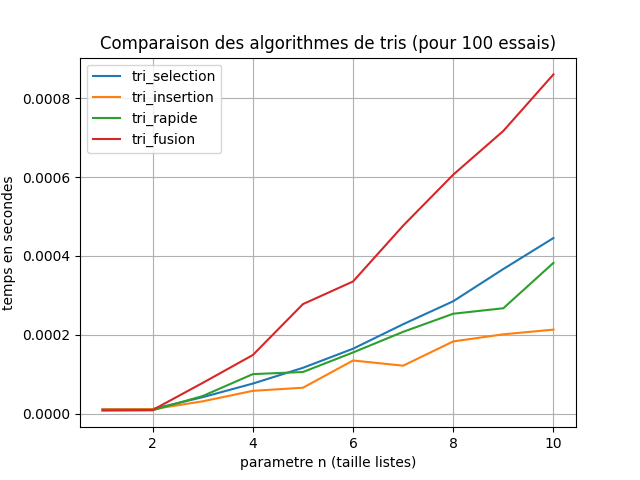 Comparaison des algorithmes de tris (pour 100 essais)
tri_selection
tri_insertion
tri_rapide
tri_fusion
temps en secondes
0.0008
0.0006
0.0004
0.0002
0.0000
2 4 6 8 10
parametre n (taille listes)